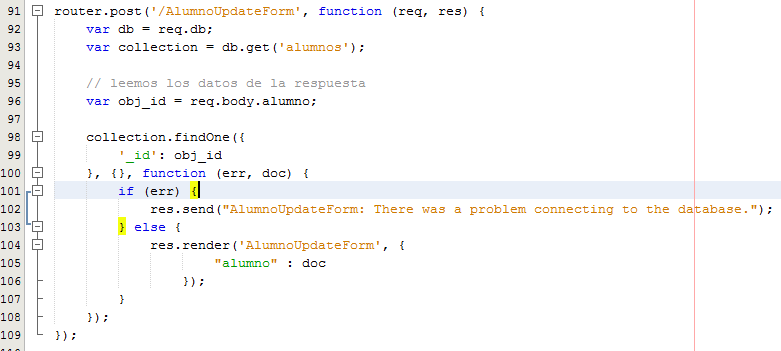 91 router.post('/AlumnoUpdateForm', function (req, res) {
92 var db = req.db;
93 var collection = db.get('alumnos');
94
95 // leemos los datos de la respuesta
96 var obj_id = req.body.alumno;
97
98 collection.findOne({
99 '_id': obj_id
100 }, {}, function (err, doc) {
101 if (err) {
102 res.send("AlumnoUpdateForm: There was a problem connecting to the database.");
103 } else {
104 res.render('AlumnoUpdateForm', {
105 "alumno" : doc
106 });
107 }
108 });
109 });